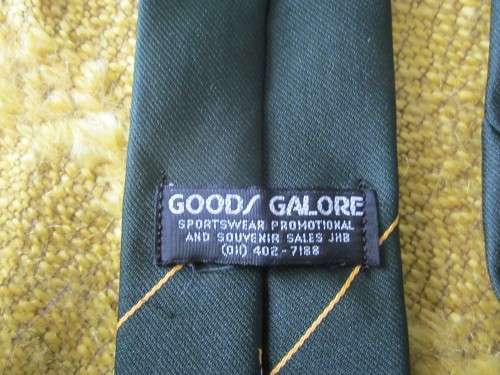 GOODS GALORE
SPORTSWEAR PROMOTIONAL
AND SOUVENIR SALES JHB
(011) 402-7188